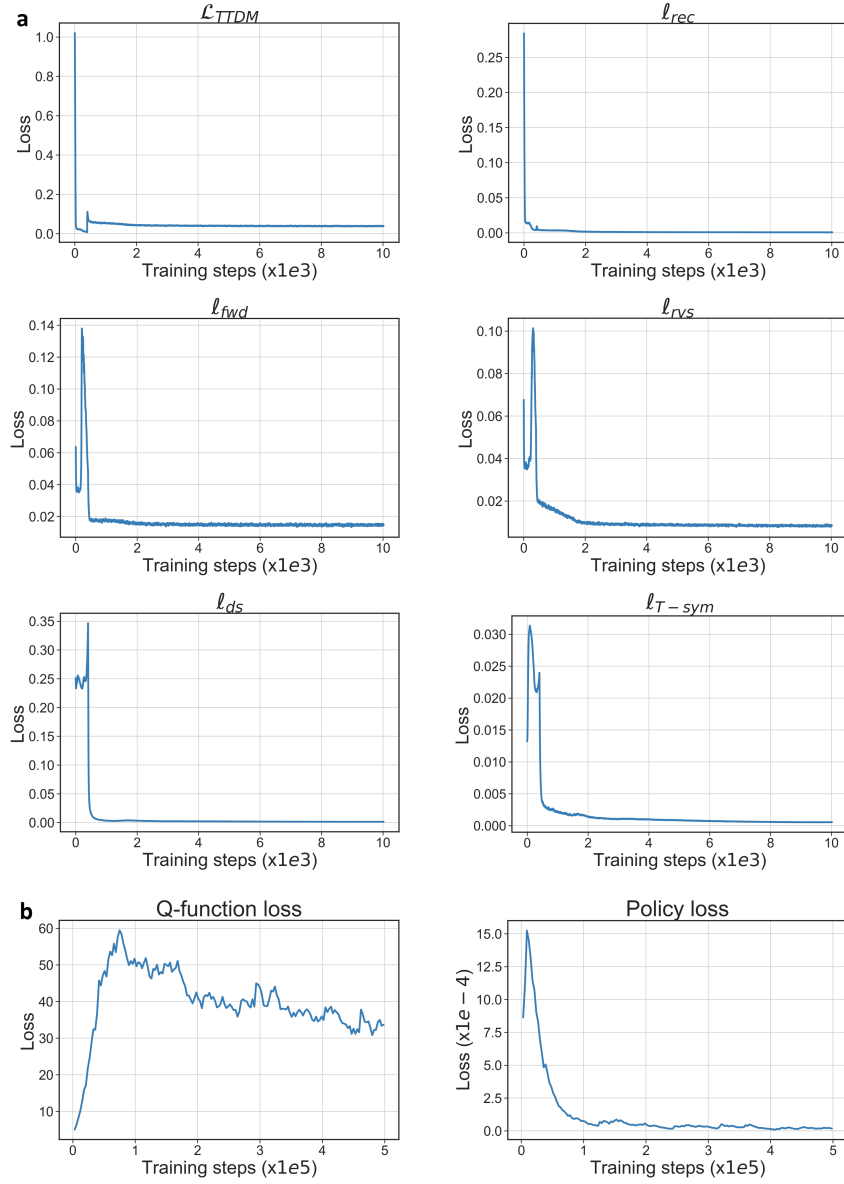 a
ℒ_TTDM
Loss
1.0
0.8
0.6
0.4
0.2
0.0
0 2 4 6 8 10
Training steps (x1e3)
ℓ_rec
Loss
0.25
0.20
0.15
0.10
0.05
0.00
0 2 4 6 8 10
Training steps (x1e3)
ℓ_fwd
Loss
0.14
0.12
0.10
0.08
0.06
0.04
0.02
0 2 4 6 8 10
Training steps (x1e3)
ℓ_rvs
Loss
0.10
0.08
0.06
0.04
0.02
0 2 4 6 8 10
Training steps (x1e3)
ℓ_ds
Loss
0.35
0.30
0.25
0.20
0.15
0.10
0.05
0.00
0 2 4 6 8 10
Training steps (x1e3)
ℓ_T−sym
Loss
0.030
0.025
0.020
0.015
0.010
0.005
0.000
0 2 4 6 8 10
Training steps (x1e3)
b
Q-function loss
Loss
60
50
40
30
20
10
0 1 2 3 4 5
Training steps (x1e5)
Policy loss
Loss (x1e−4)
15.0
12.5
10.0
7.5
5.0
2.5
0.0
0 1 2 3 4 5
Training steps (x1e5)